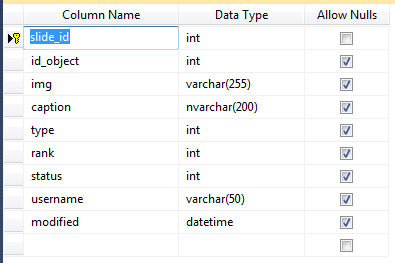 Column Name Data Type Allow Nulls
slide_id int
id_object int
img varchar(255)
caption nvarchar(200)
type int
rank int
status int
username varchar(50)
modified datetime